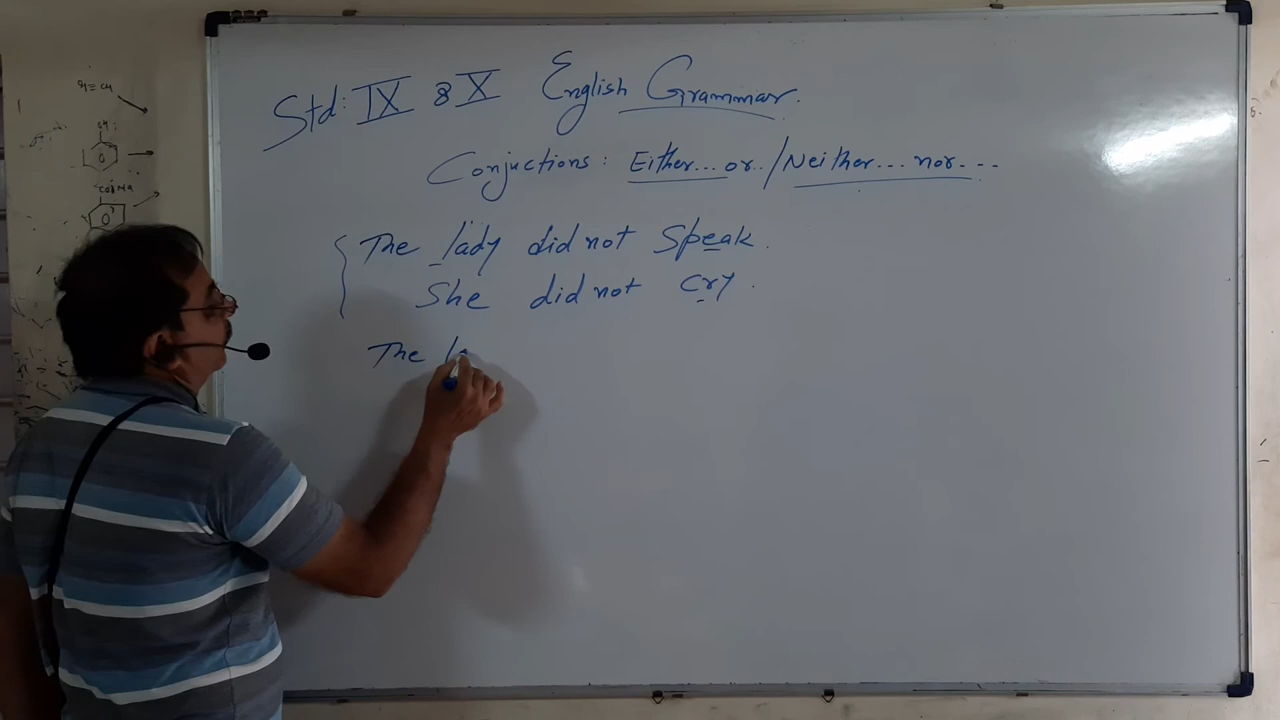 Std: IX & X English Grammar.
Conjuctions: Either...or../Neither...nor...
The lady did not Speak.
She did not cry.
The la